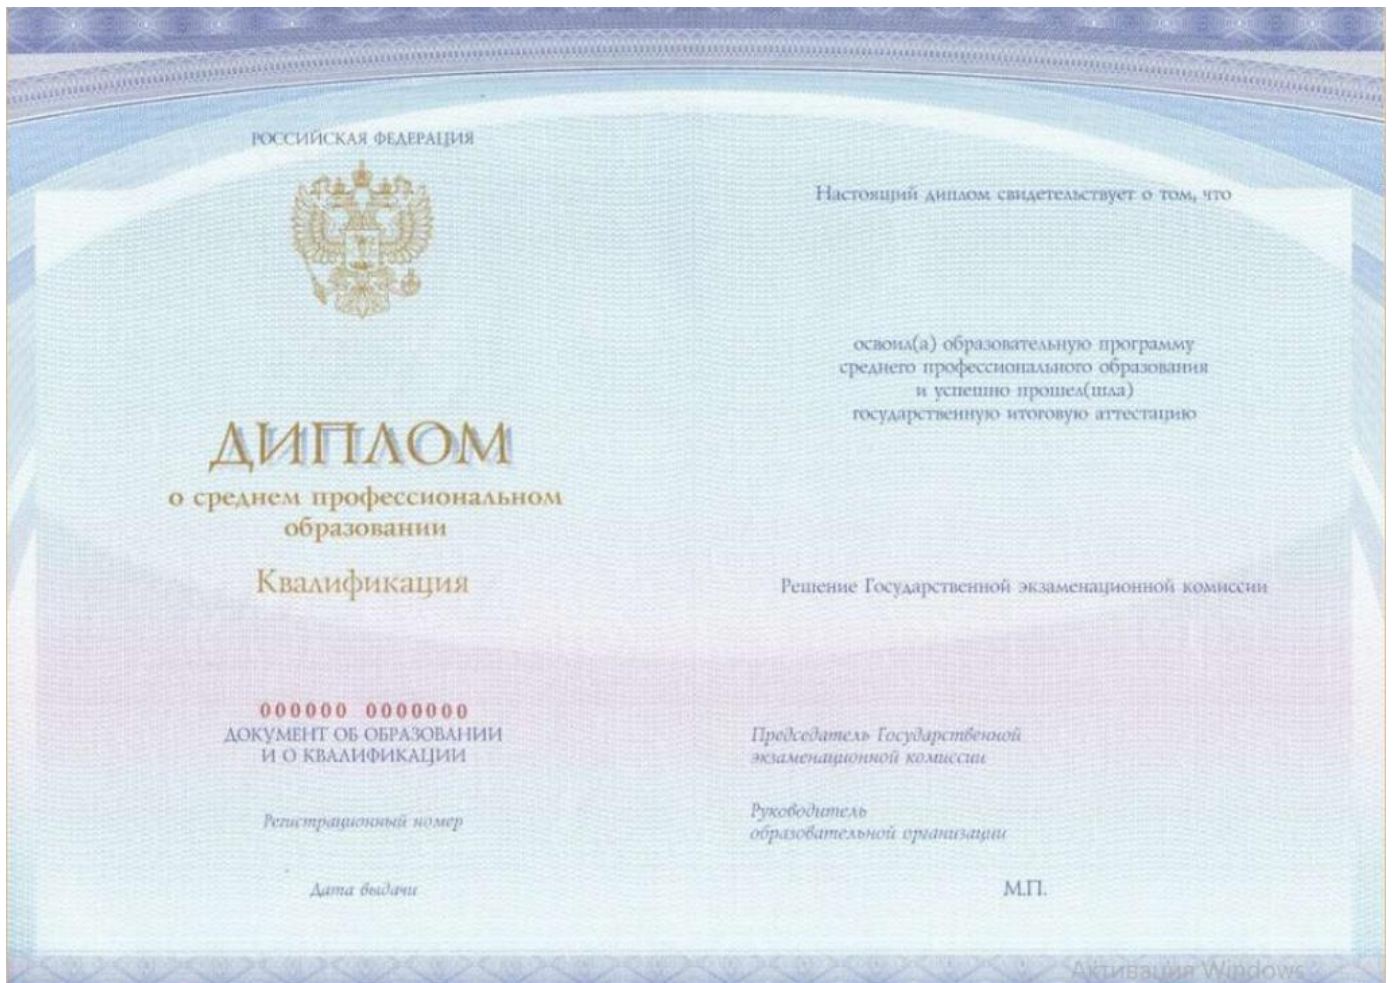 РОССИЙСКАЯ ФЕДЕРАЦИЯ
ДИПЛОМ
о среднем профессиональном
образовании
Квалификация
000000 0000000
ДОКУМЕНТ ОБ ОБРАЗОВАНИИ
И О КВАЛИФИКАЦИИ
Регистрационный номер
Дата выдачи
Настоящий диплом свидетельствует о том, что
освоил(а) образовательную программу
среднего профессионального образования
и успешно прошел(шла)
государственную итоговую аттестацию
Решение Государственной экзаменационной комиссии
Председатель Государственной
экзаменационной комиссии
Руководитель
образовательной организации
М.П.
Активация Windows